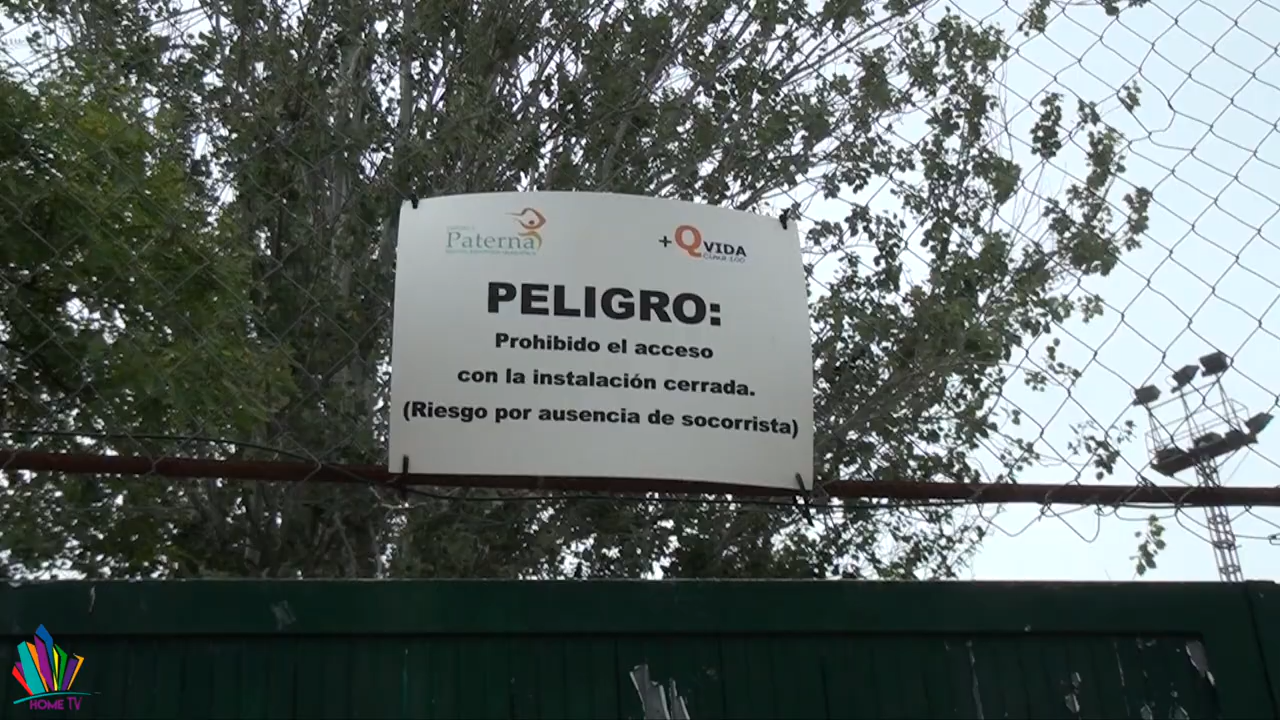 Paterna
+QVIDA
PELIGRO:
Prohibido el acceso
con la instalación cerrada.
(Riesgo por ausencia de socorrista)
HOME TV